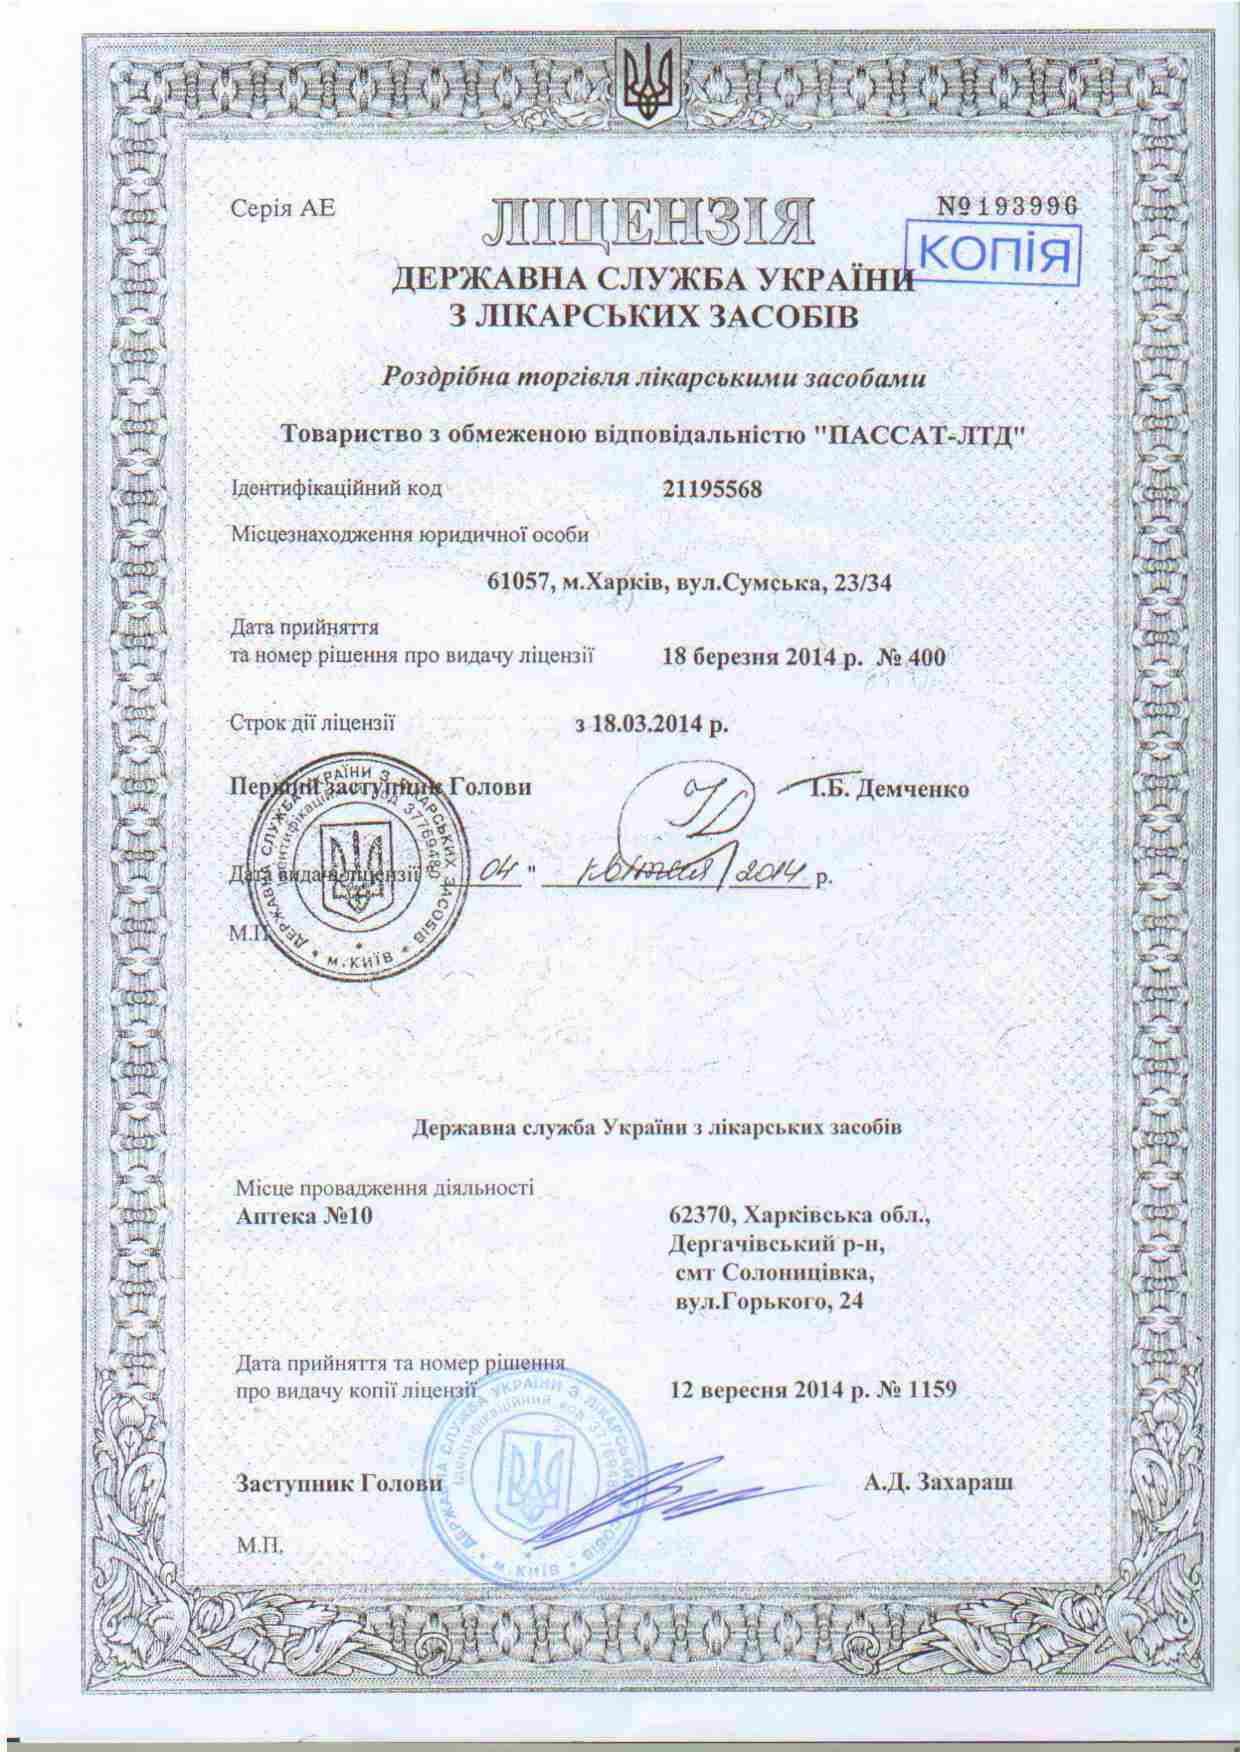 Серія АЕ
ЛІЦЕНЗІЯ
№193996
КОПІЯ
ДЕРЖАВНА СЛУЖБА УКРАЇНИ
З ЛІКАРСЬКИХ ЗАСОБІВ
Роздрібна торгівля лікарськими засобами
Товариство з обмеженою відповідальністю "ПАССАТ-ЛТД"
Ідентифікаційний код 21195568
Місцезнаходження юридичної особи
61057, м.Харків, вул.Сумська, 23/34
Дата прийняття
та номер рішення про видачу ліцензії 18 березня 2014 р. № 400
Строк дії ліцензії з 18.03.2014 р.
Перший заступник Голови І.Б. Демченко
Дата видачі ліцензії " 04 " квітня 2014 р.
М.П.
ДЕРЖАВНА СЛУЖБА УКРАЇНИ З ЛІКАРСЬКИХ ЗАСОБІВ * м.КИЇВ *
Ідентифікаційний код 37769480
Державна служба України з лікарських засобів
Місце провадження діяльності
Аптека №10 62370, Харківська обл.,
Дергачівський р-н,
смт Солоницівка,
вул.Горького, 24
Дата прийняття та номер рішення
про видачу копії ліцензії 12 вересня 2014 р. № 1159
Заступник Голови А.Д. Захараш
М.П.
ДЕРЖАВНА СЛУЖБА УКРАЇНИ З ЛІКАРСЬКИХ ЗАСОБІВ * м.КИЇВ *
Ідентифікаційний код